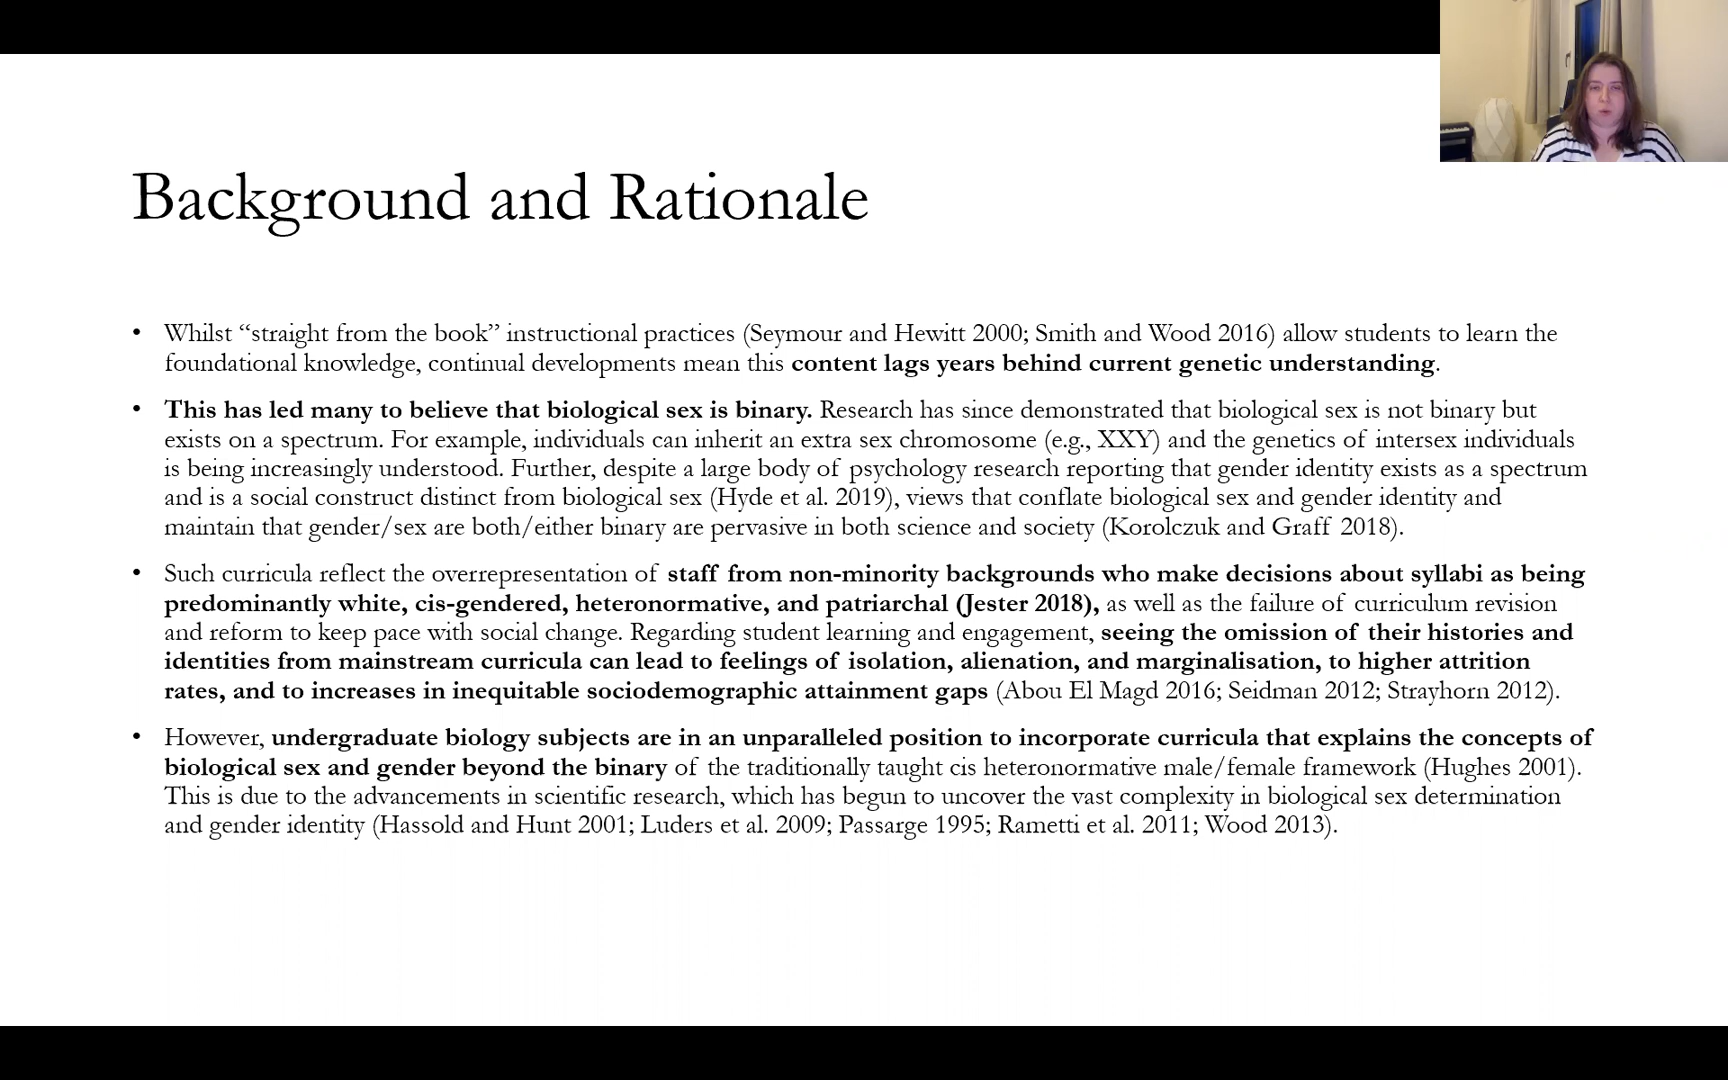 Background and Rationale
• Whilst “straight from the book” instructional practices (Seymour and Hewitt 2000; Smith and Wood 2016) allow students to learn the
foundational knowledge, continual developments mean this content lags years behind current genetic understanding.
• This has led many to believe that biological sex is binary. Research has since demonstrated that biological sex is not binary but
exists on a spectrum. For example, individuals can inherit an extra sex chromosome (e.g., XXY) and the genetics of intersex individuals
is being increasingly understood. Further, despite a large body of psychology research reporting that gender identity exists as a spectrum
and is a social construct distinct from biological sex (Hyde et al. 2019), views that conflate biological sex and gender identity and
maintain that gender/sex are both/either binary are pervasive in both science and society (Korolczuk and Graff 2018).
• Such curricula reflect the overrepresentation of staff from non-minority backgrounds who make decisions about syllabi as being
predominantly white, cis-gendered, heteronormative, and patriarchal (Jester 2018), as well as the failure of curriculum revision
and reform to keep pace with social change. Regarding student learning and engagement, seeing the omission of their histories and
identities from mainstream curricula can lead to feelings of isolation, alienation, and marginalisation, to higher attrition
rates, and to increases in inequitable sociodemographic attainment gaps (Abou El Magd 2016; Seidman 2012; Strayhorn 2012).
• However, undergraduate biology subjects are in an unparalleled position to incorporate curricula that explains the concepts of
biological sex and gender beyond the binary of the traditionally taught cis heteronormative male/female framework (Hughes 2001).
This is due to the advancements in scientific research, which has begun to uncover the vast complexity in biological sex determination
and gender identity (Hassold and Hunt 2001; Luders et al. 2009; Passarge 1995; Rametti et al. 2011; Wood 2013).